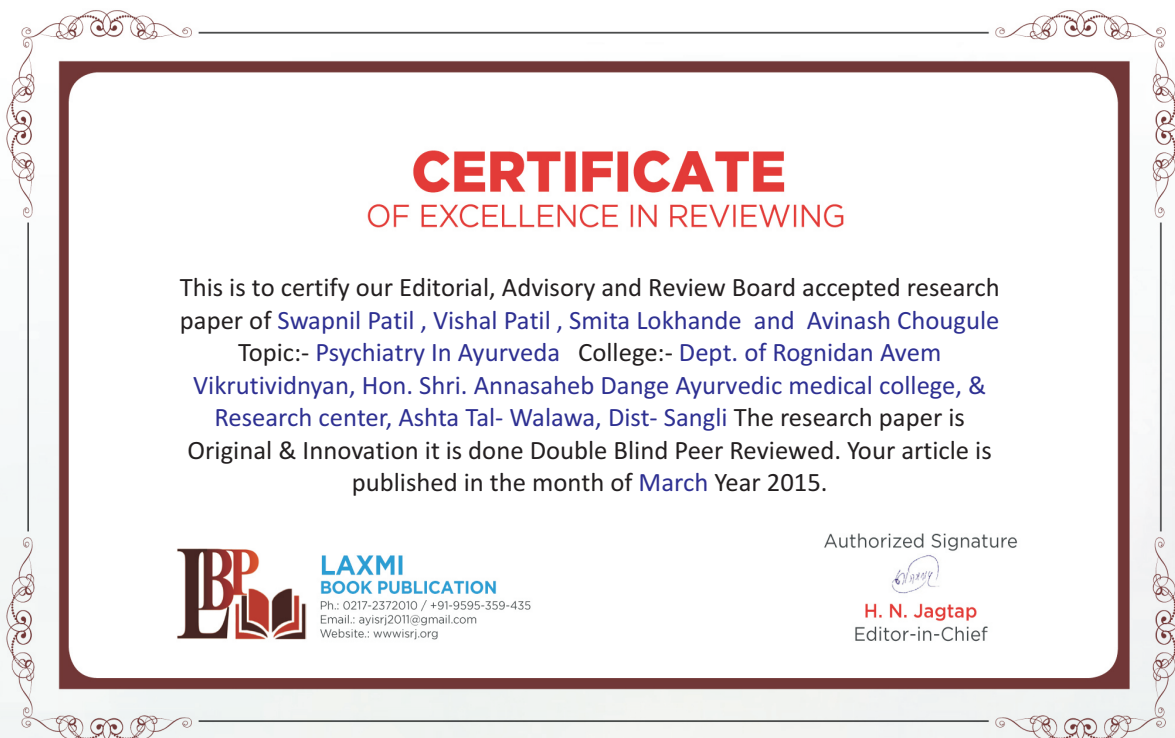 CERTIFICATE
OF EXCELLENCE IN REVIEWING
This is to certify our Editorial, Advisory and Review Board accepted research
paper of Swapnil Patil , Vishal Patil , Smita Lokhande and Avinash Chougule
Topic:- Psychiatry In Ayurveda College:- Dept. of Rognidan Avem
Vikrutividnyan, Hon. Shri. Annasaheb Dange Ayurvedic medical college, &
Research center, Ashta Tal- Walawa, Dist- Sangli The research paper is
Original & Innovation it is done Double Blind Peer Reviewed. Your article is
published in the month of March Year 2015.
LBP
LAXMI
BOOK PUBLICATION
Ph.: 0217-2372010 / +91-9595-359-435
Email.: ayisrj2011@gmail.com
Website.: wwwisrj.org
Authorized Signature
H. N. Jagtap
Editor-in-Chief